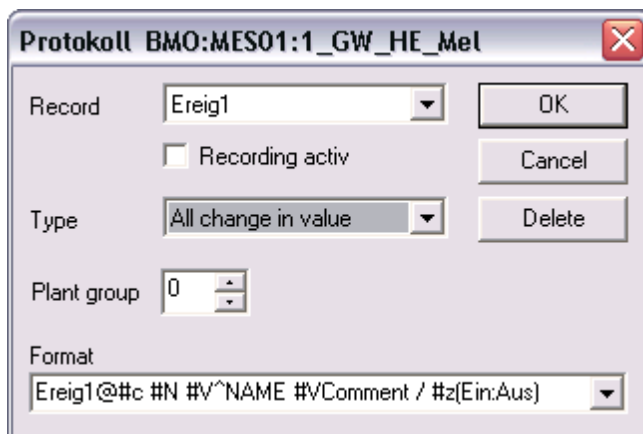 Protokoll BMO:MES01:1_GW_HE_Mel
Record Ereig1 OK
Recording activ Cancel
Type All change in value Delete
Plant group 0
Format
Ereig1@#c #N #V^NAME #VComment / #z(Ein:Aus)